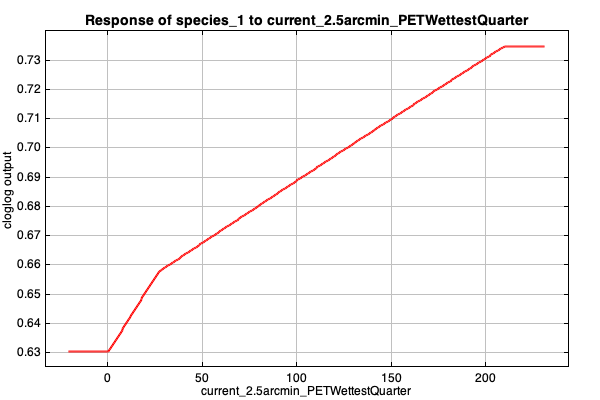 Response of species_1 to current_2.5arcmin_PETWettestQuarter
cloglog output
0.73
0.72
0.71
0.70
0.69
0.68
0.67
0.66
0.65
0.64
0.63
0 50 100 150 200
current_2.5arcmin_PETWettestQuarter